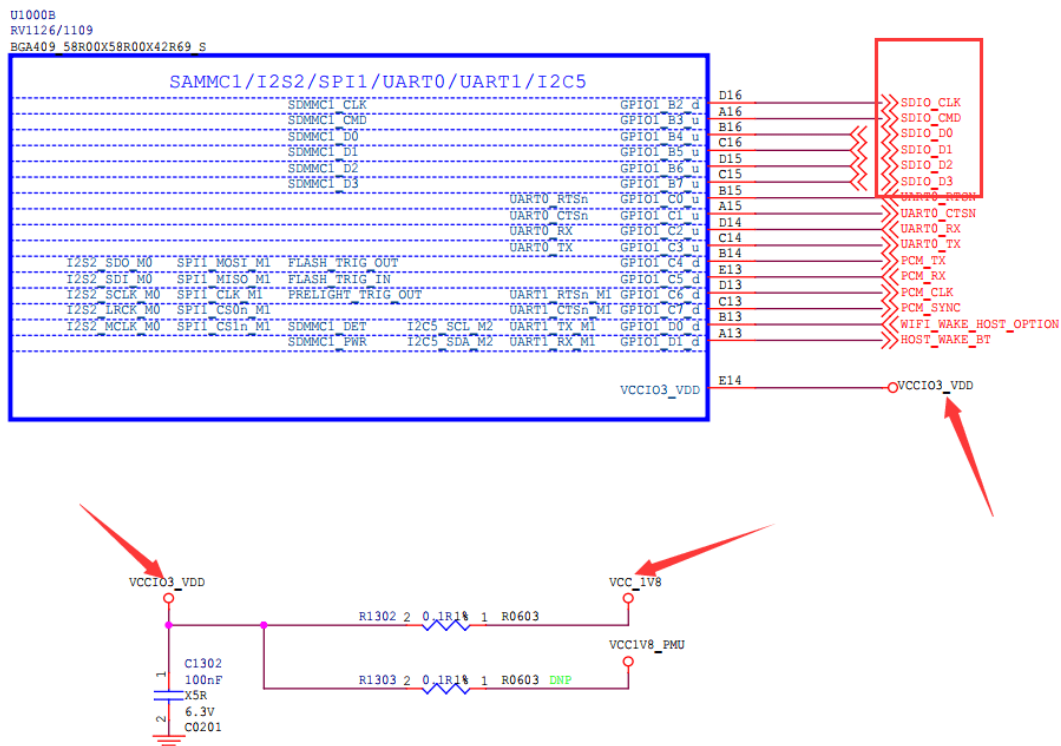 U1000B
RV1126/1109
BGA409_58R00X58R00X42R69_S
SAMMC1/I2S2/SPI1/UART0/UART1/I2C5
SDMMC1_CLK GPIO1_B2_d D16 SDIO_CLK
SDMMC1_CMD GPIO1_B3_u A16 SDIO_CMD
SDMMC1_D0 GPIO1_B4_u B16 SDIO_D0
SDMMC1_D1 GPIO1_B5_u C16 SDIO_D1
SDMMC1_D2 GPIO1_B6_u D15 SDIO_D2
SDMMC1_D3 GPIO1_B7_u C15 SDIO_D3
UART0_RTSn GPIO1_C0_u B15 UART0_RTSN
UART0_CTSn GPIO1_C1_u A15 UART0_CTSN
UART0_RX GPIO1_C2_u D14 UART0_RX
UART0_TX GPIO1_C3_u C14 UART0_TX
I2S2_SDO_M0 SPI1_MOSI_M1 FLASH_TRIG_OUT GPIO1_C4_d B14 PCM_TX
I2S2_SDI_M0 SPI1_MISO_M1 FLASH_TRIG_IN GPIO1_C5_d E13 PCM_RX
I2S2_SCLK_M0 SPI1_CLK_M1 PRELIGHT_TRIG_OUT UART1_RTSn_M1 GPIO1_C6_d D13 PCM_CLK
I2S2_LRCK_M0 SPI1_CS0n_M1 UART1_CTSn_M1 GPIO1_C7_d C13 PCM_SYNC
I2S2_MCLK_M0 SPI1_CS1n_M1 SDMMC1_DET I2C5_SCL_M2 UART1_TX_M1 GPIO1_D0_d B13 WIFI_WAKE_HOST_OPTION
SDMMC1_PWR I2C5_SDA_M2 UART1_RX_M1 GPIO1_D1_d A13 HOST_WAKE_BT
VCCIO3_VDD E14 VCCIO3_VDD
VCCIO3_VDD VCC_1V8
R1302 2 0.1R1% 1 R0603
VCC1V8_PMU
R1303 2 0.1R1% 1 R0603 DNP
1
C1302
100nF
X5R
6.3V
2
C0201